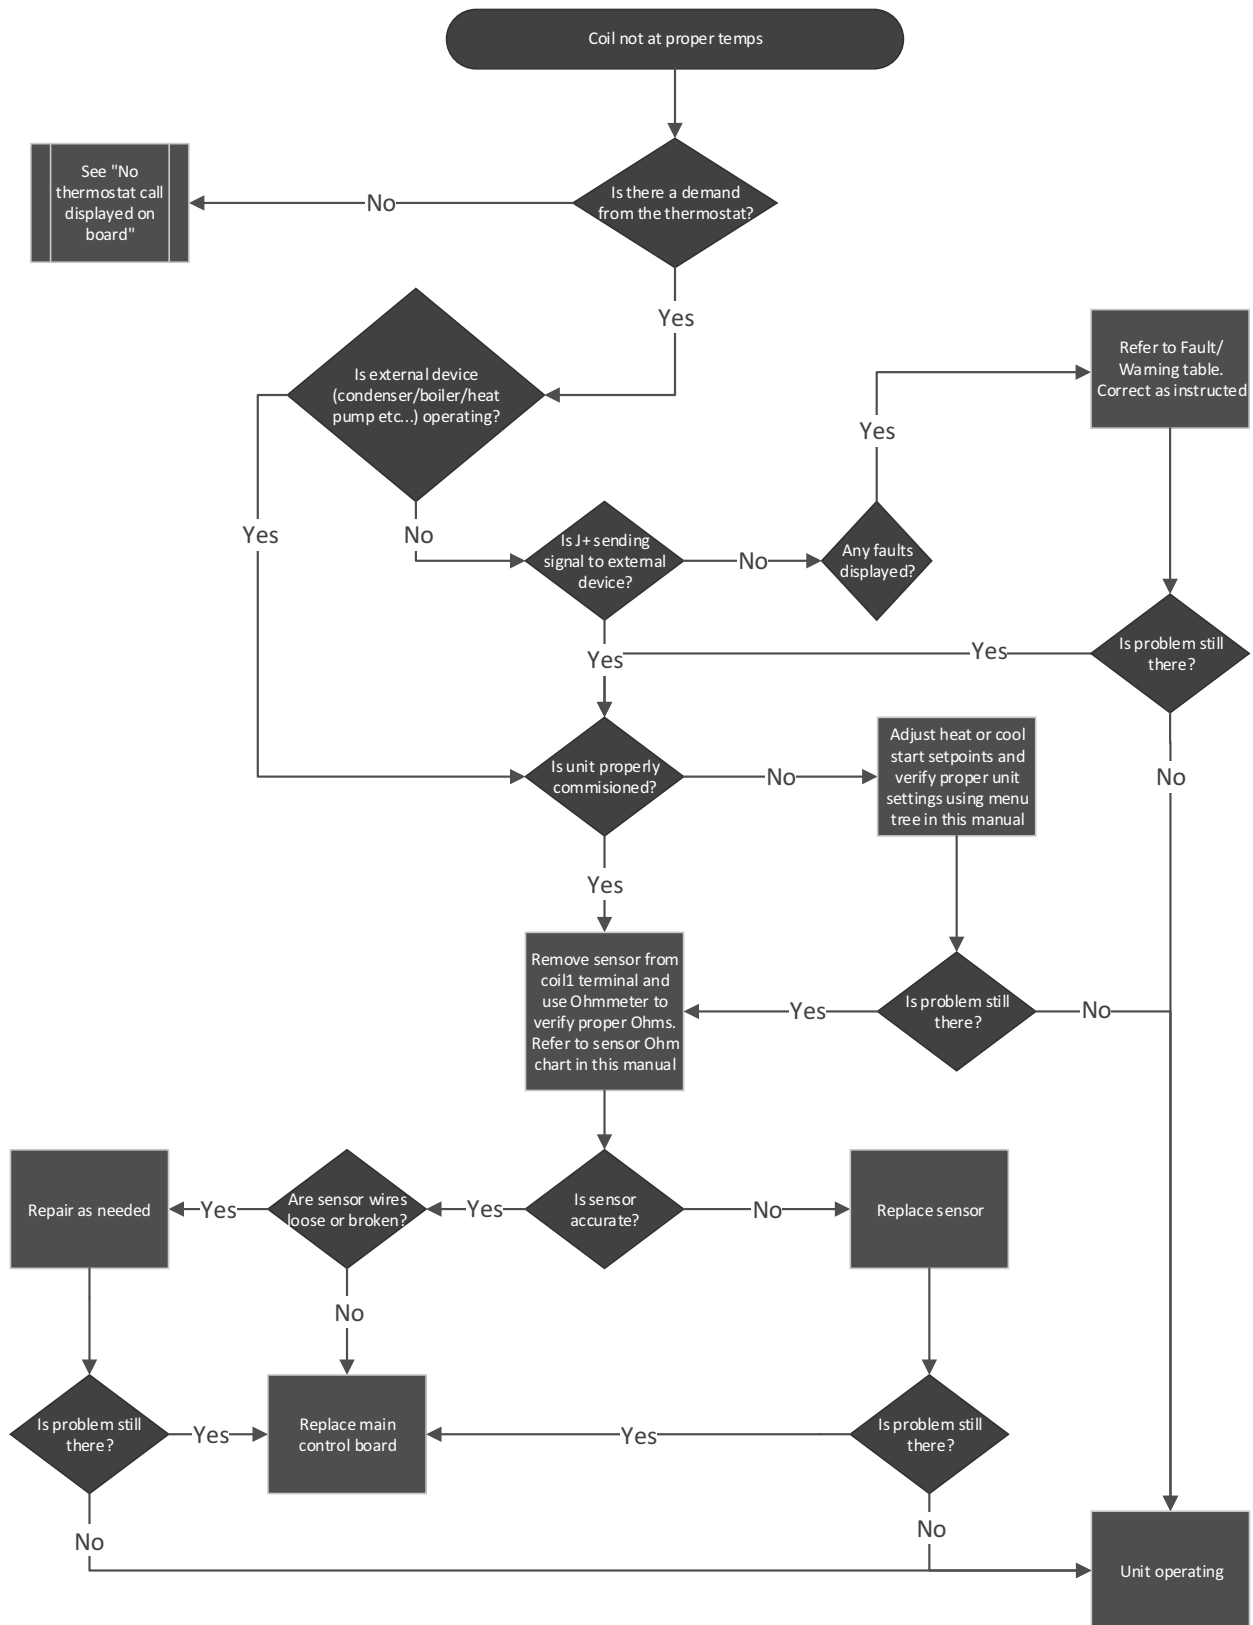 Coil not at proper temps
See "No
thermostat call
displayed on
board"
No
Is there a demand
from the thermostat?
Yes
Is external device
(condenser/boiler/heat
pump etc...) operating?
Refer to Fault/
Warning table.
Correct as instructed
Yes
Yes
No
Is J+ sending
signal to external
device?
No
Any faults
displayed?
Yes
Yes
Is problem still
there?
Is unit properly
commisioned?
No
Adjust heat or cool
start setpoints and
verify proper unit
settings using menu
tree in this manual
No
Yes
Remove sensor from
coil1 terminal and
use Ohmmeter to
verify proper Ohms.
Refer to sensor Ohm
chart in this manual
Yes
Is problem still
there?
No
Repair as needed
Yes
Are sensor wires
loose or broken?
Yes
Is sensor
accurate?
No
Replace sensor
No
Is problem still
there?
Yes
Replace main
control board
Yes
Is problem still
there?
No
No
Unit operating